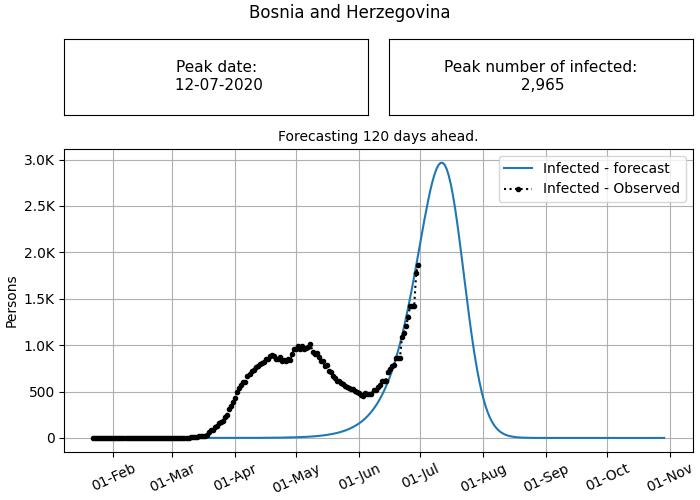 Bosnia and Herzegovina
Peak date:
12-07-2020
Peak number of infected:
2,965
Forecasting 120 days ahead.
Infected - forecast
Infected - Observed
3.0K
2.5K
2.0K
1.5K
1.0K
500
0
Persons
01-Feb
01-Mar
01-Apr
01-May
01-Jun
01-Jul
01-Aug
01-Sep
01-Oct
01-Nov